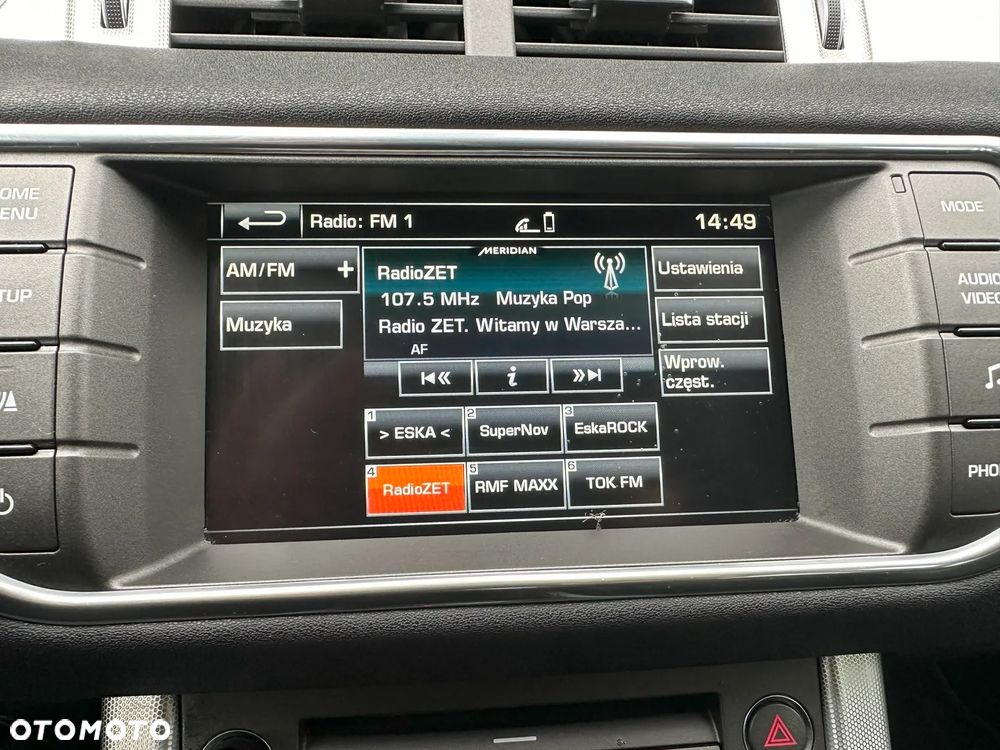 OME
ENU
TUP
Radio: FM 1
14:49
AM/FM +
Muzyka
MERIDIAN
RadioZET
107.5 MHz Muzyka Pop
Radio ZET. Witamy w Warsza...
AF
i
Ustawienia
Lista stacji
Wprow.
częst.
1 > ESKA <
2 SuperNov
3 EskaROCK
4 RadioZET
5 RMF MAXX
6 TOK FM
MODE
AUDIO
VIDEO
PHO
OTOMOTO